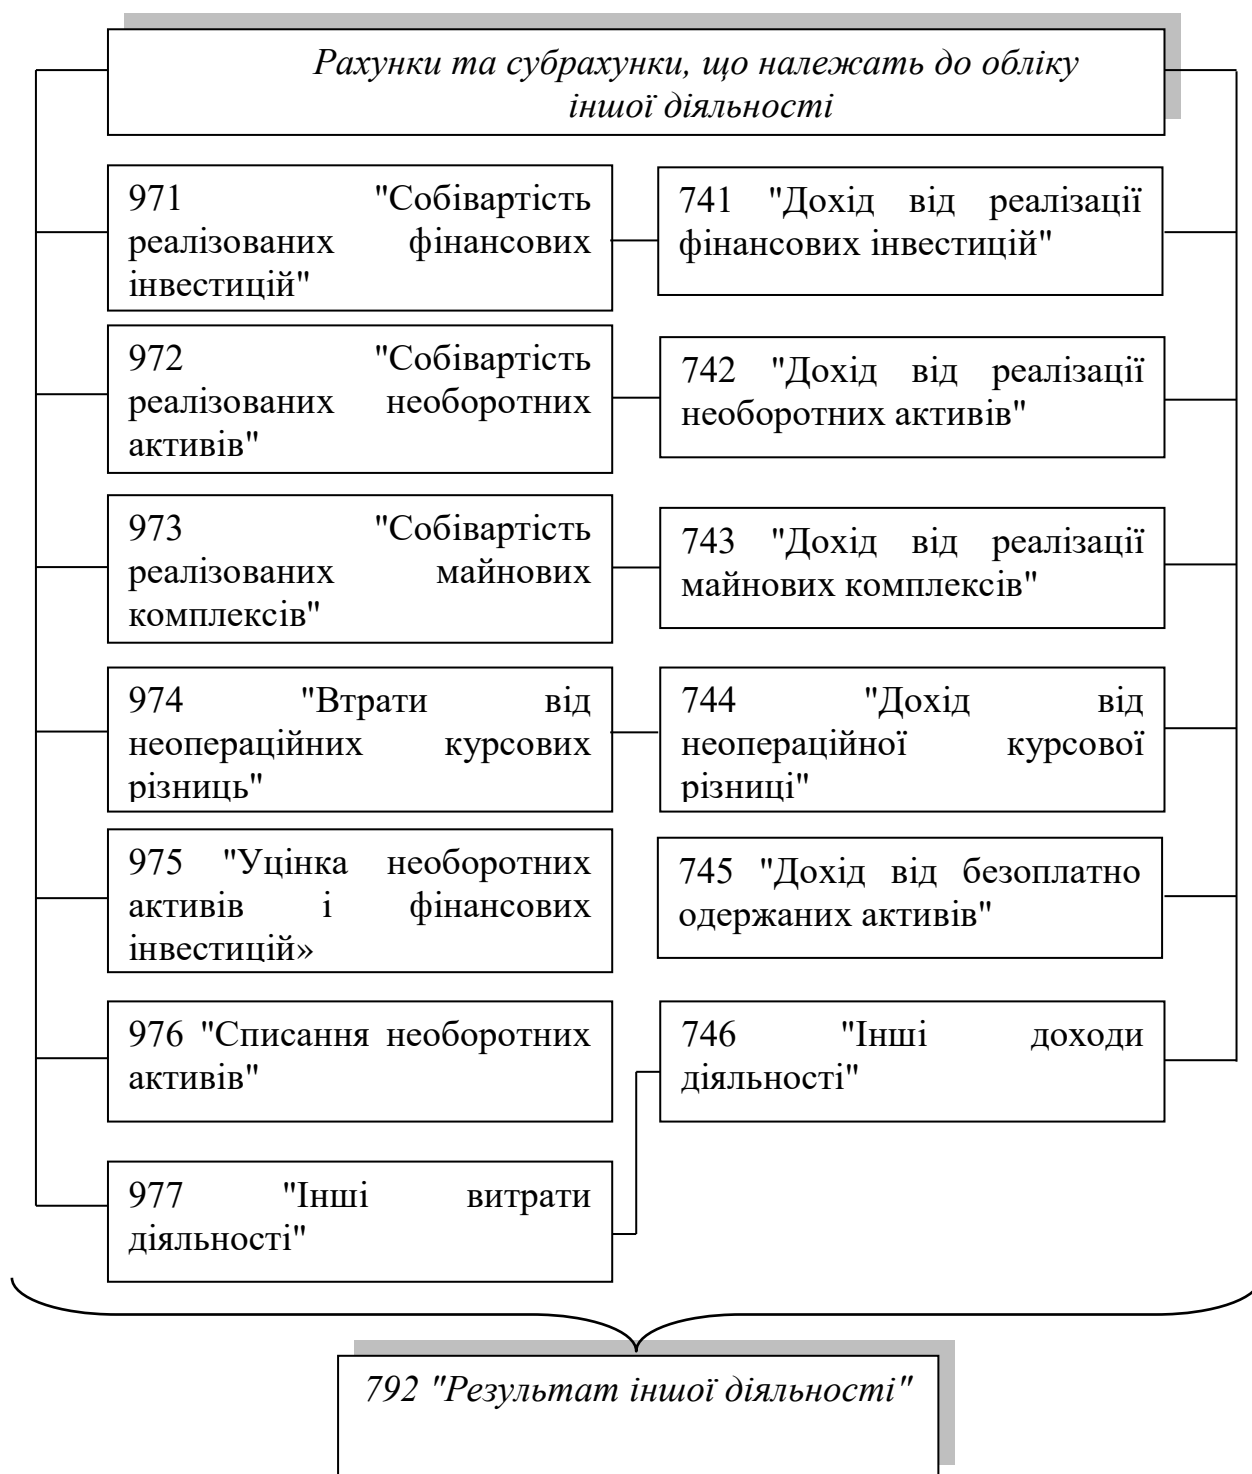 Рахунки та субрахунки, що належать до обліку
іншої діяльності
971 "Собівартість
реалізованих фінансових
інвестицій"
741 "Дохід від реалізації
фінансових інвестицій"
972 "Собівартість
реалізованих необоротних
активів"
742 "Дохід від реалізації
необоротних активів"
973 "Собівартість
реалізованих майнових
комплексів"
743 "Дохід від реалізації
майнових комплексів"
974 "Втрати від
неопераційних курсових
різниць"
744 "Дохід від
неопераційної курсової
різниці"
975 "Уцінка необоротних
активів і фінансових
інвестицій»
745 "Дохід від безоплатно
одержаних активів"
976 "Списання необоротних
активів"
746 "Інші доходи
діяльності"
977 "Інші витрати
діяльності"
792 "Результат іншої діяльності"